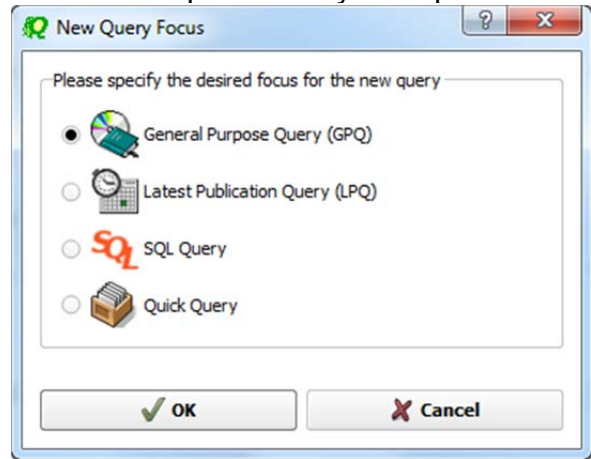 New Query Focus
Please specify the desired focus for the new query
General Purpose Query (GPQ)
Latest Publication Query (LPQ)
SQL SQL Query
Quick Query
OK
Cancel